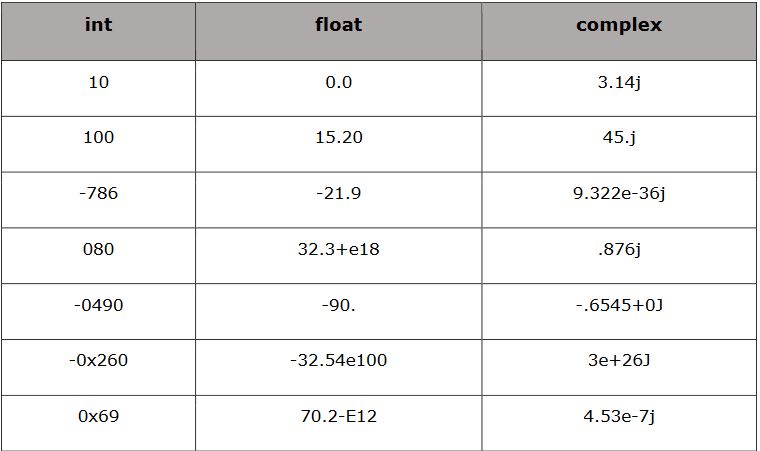 int float complex
10 0.0 3.14j
100 15.20 45.j
-786 -21.9 9.322e-36j
080 32.3+e18 .876j
-0490 -90. -.6545+0J
-0x260 -32.54e100 3e+26J
0x69 70.2-E12 4.53e-7j